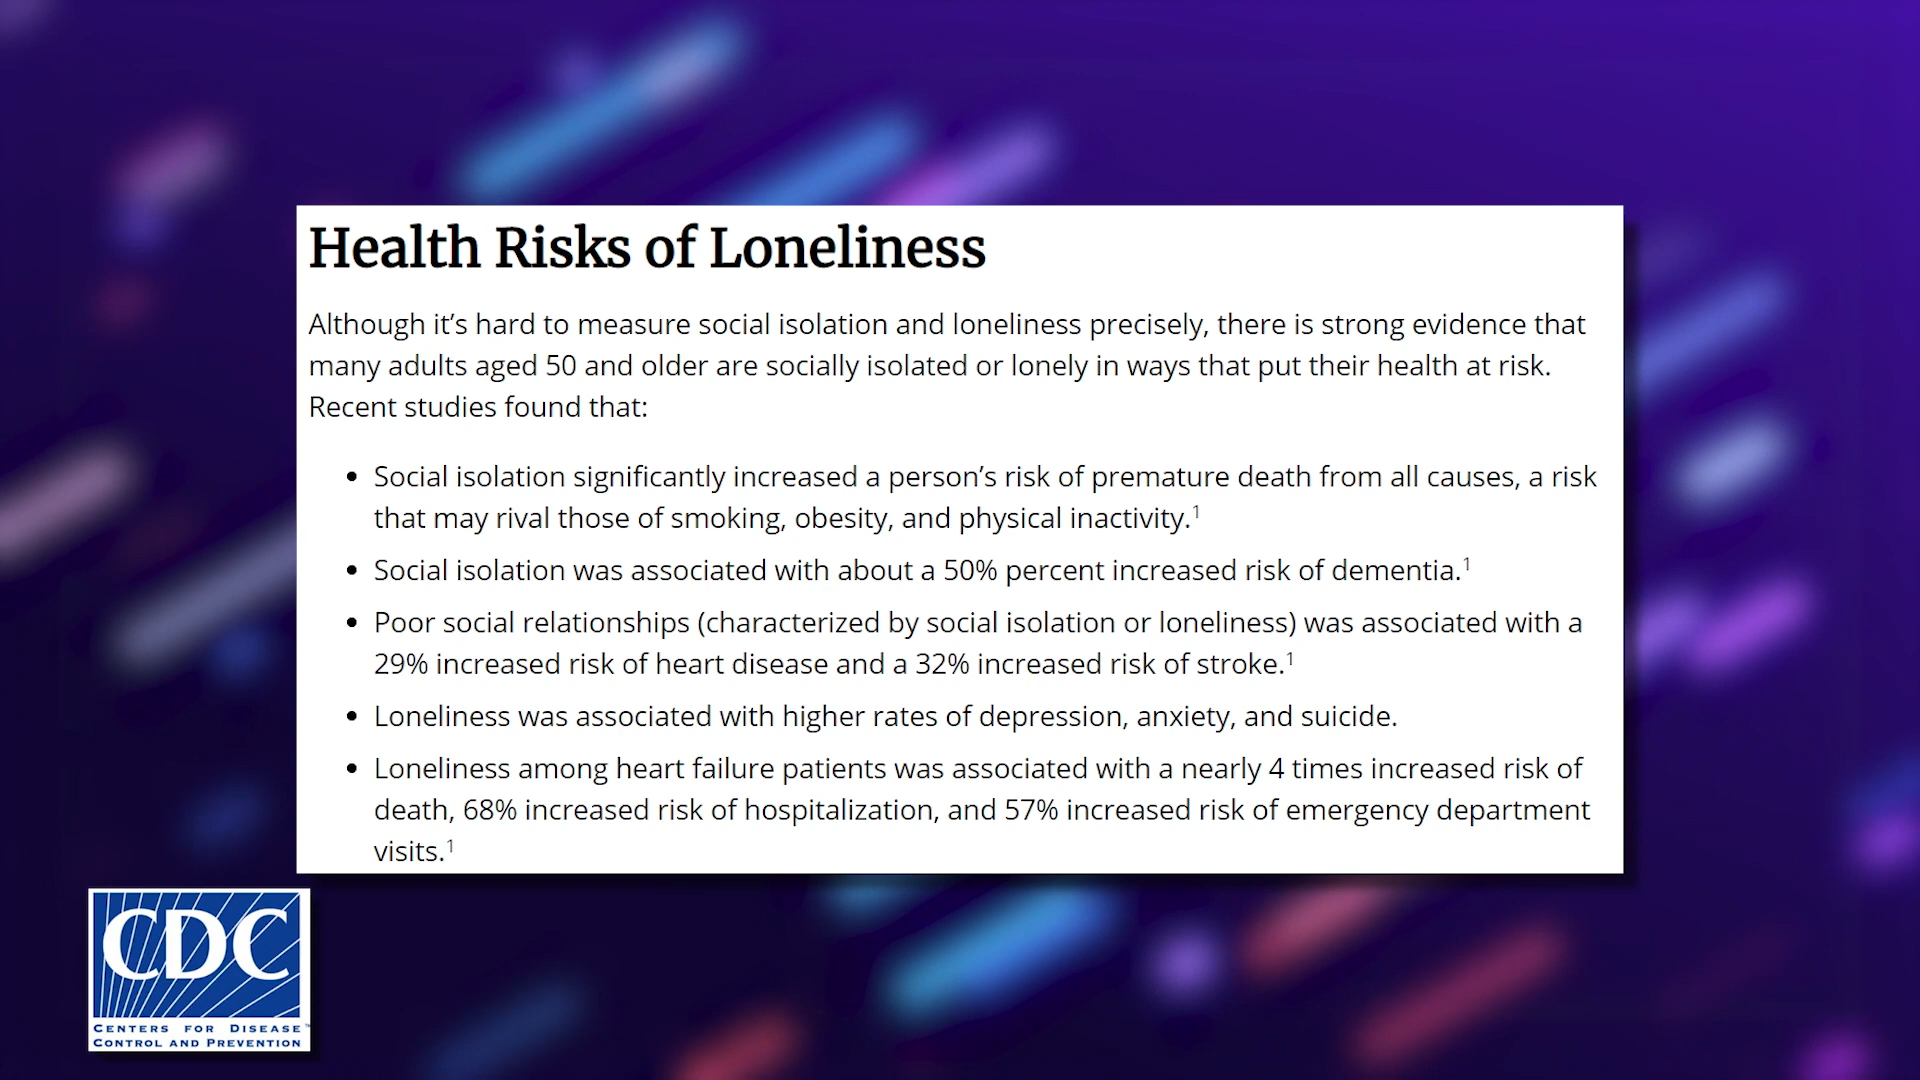 Health Risks of Loneliness
Although it’s hard to measure social isolation and loneliness precisely, there is strong evidence that
many adults aged 50 and older are socially isolated or lonely in ways that put their health at risk.
Recent studies found that:
• Social isolation significantly increased a person’s risk of premature death from all causes, a risk
that may rival those of smoking, obesity, and physical inactivity.¹
• Social isolation was associated with about a 50% percent increased risk of dementia.¹
• Poor social relationships (characterized by social isolation or loneliness) was associated with a
29% increased risk of heart disease and a 32% increased risk of stroke.¹
• Loneliness was associated with higher rates of depression, anxiety, and suicide.
• Loneliness among heart failure patients was associated with a nearly 4 times increased risk of
death, 68% increased risk of hospitalization, and 57% increased risk of emergency department
visits.¹
CDC
CENTERS FOR DISEASE™
CONTROL AND PREVENTION